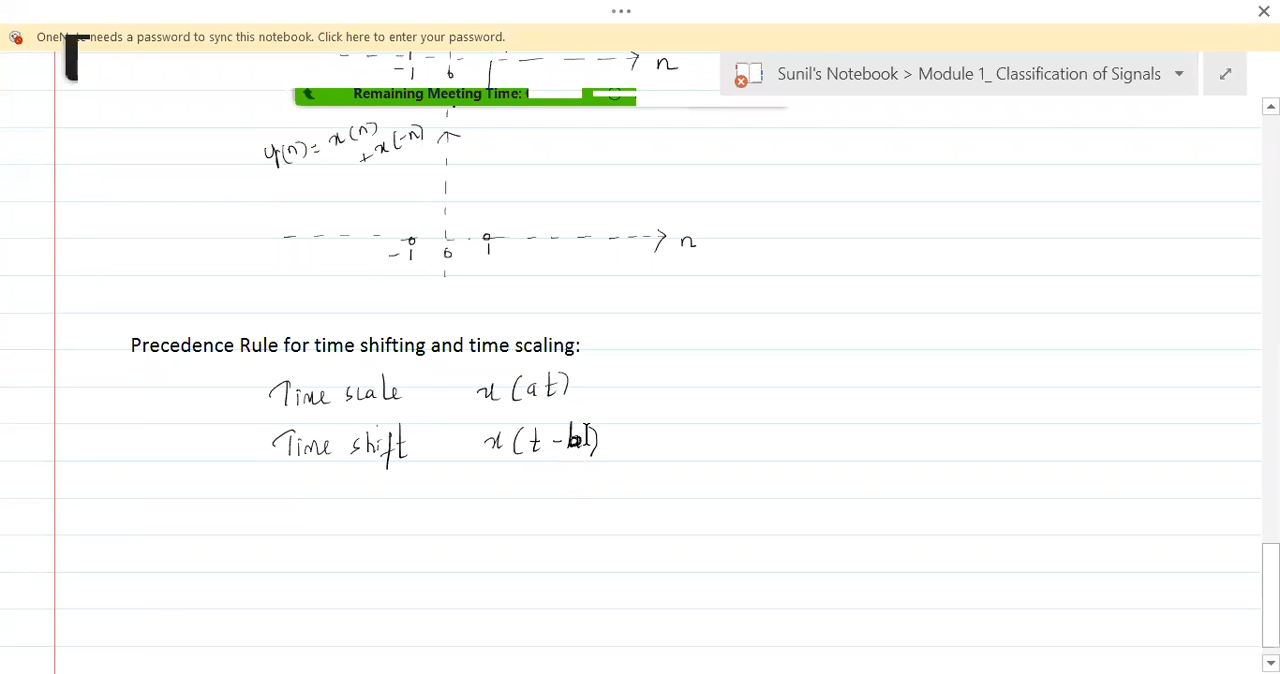 OneNote needs a password to sync this notebook. Click here to enter your password.
Sunil's Notebook > Module 1_ Classification of Signals
-1 0 1 n
Remaining Meeting Time:
y(n) = x(n)
+ x(-n)
-1 0 1 n
Precedence Rule for time shifting and time scaling:
Time scale x(at)
Time shift x(t-b)